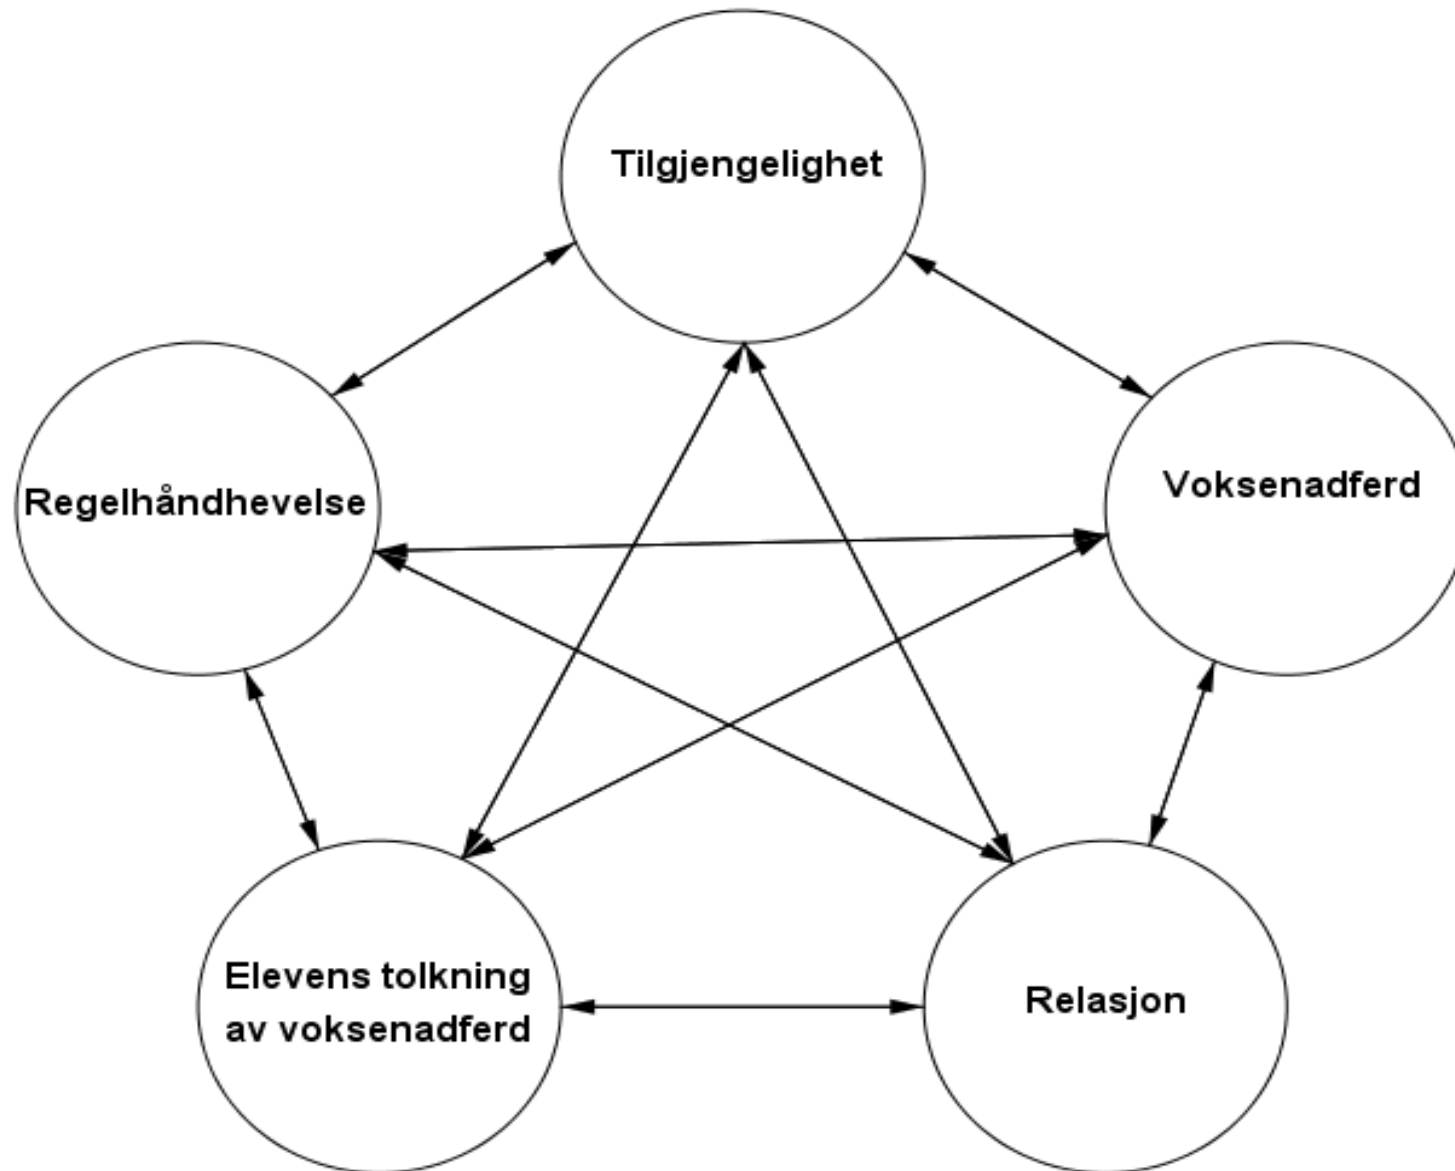 Tilgjengelighet
Voksenadferd
Regelhåndhevelse
Elevens tolkning
av voksenadferd
Relasjon